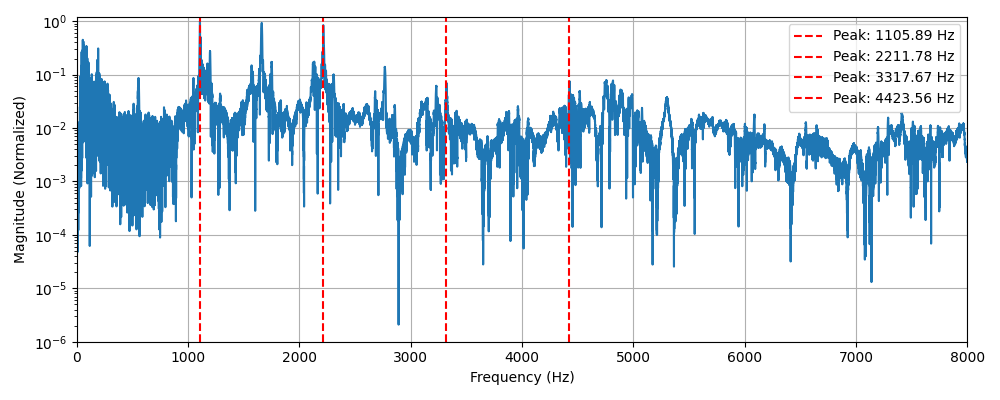 10⁰
10⁻¹
10⁻²
10⁻³
10⁻⁴
10⁻⁵
10⁻⁶
Magnitude (Normalized)
Peak: 1105.89 Hz
Peak: 2211.78 Hz
Peak: 3317.67 Hz
Peak: 4423.56 Hz
0 1000 2000 3000 4000 5000 6000 7000 8000
Frequency (Hz)